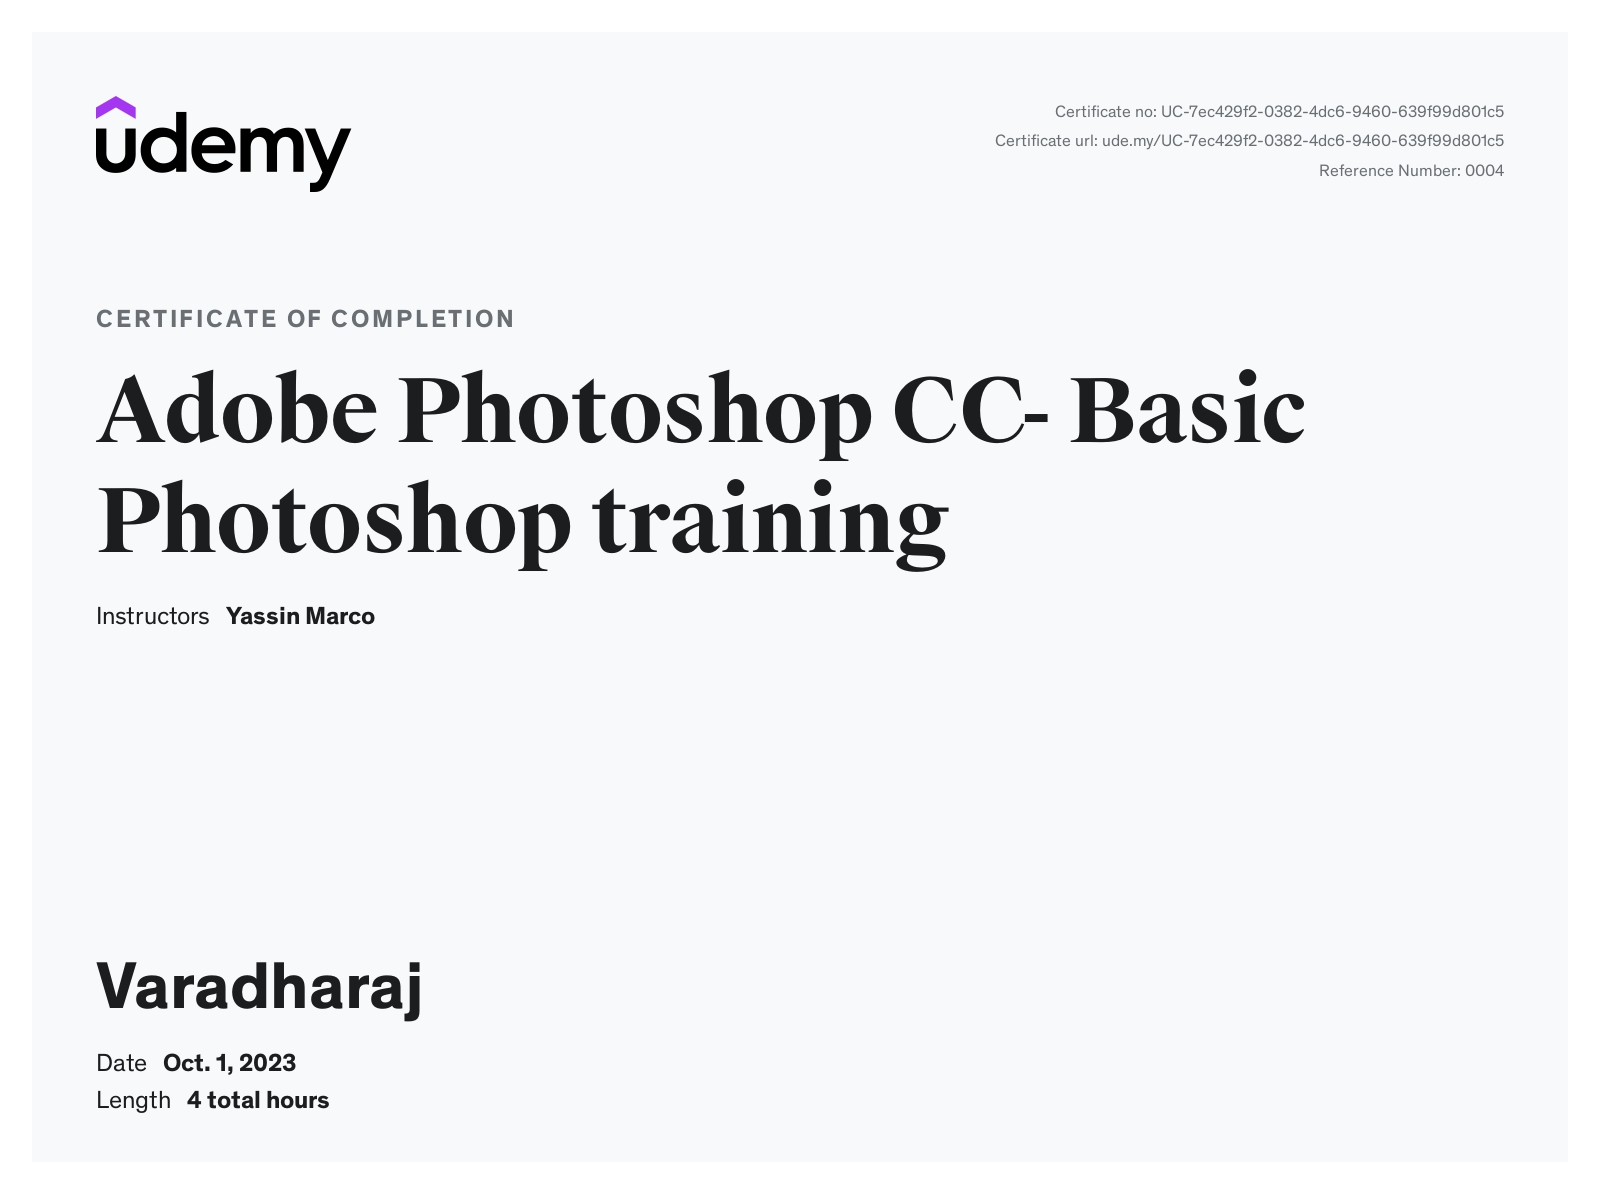 udemy
Certificate no: UC-7ec429f2-0382-4dc6-9460-639f99d801c5
Certificate url: ude.my/UC-7ec429f2-0382-4dc6-9460-639f99d801c5
Reference Number: 0004
CERTIFICATE OF COMPLETION
Adobe Photoshop CC- Basic
Photoshop training
Instructors Yassin Marco
Varadharaj
Date Oct. 1, 2023
Length 4 total hours